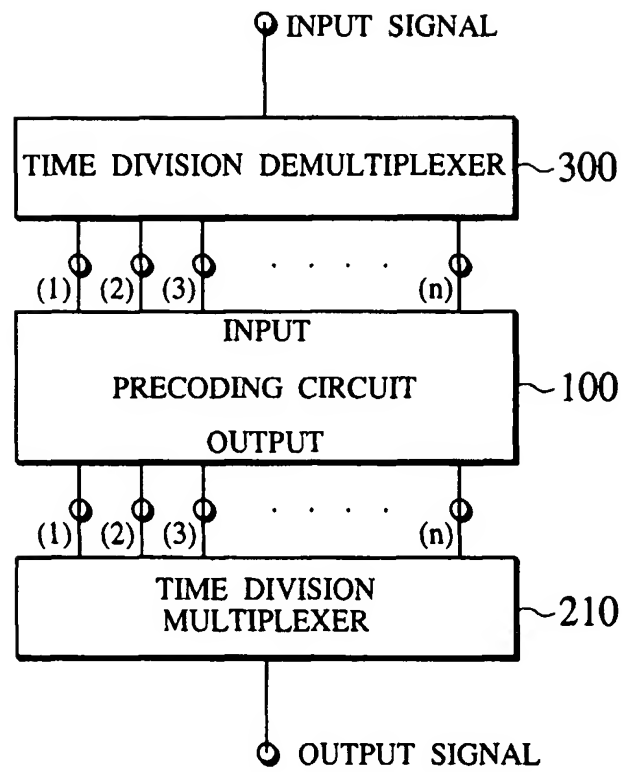 INPUT SIGNAL
TIME DIVISION DEMULTIPLEXER
300
(1) (2) (3) . . . . (n)
INPUT
PRECODING CIRCUIT
100
OUTPUT
(1) (2) (3) . . . . (n)
TIME DIVISION
MULTIPLEXER
210
OUTPUT SIGNAL